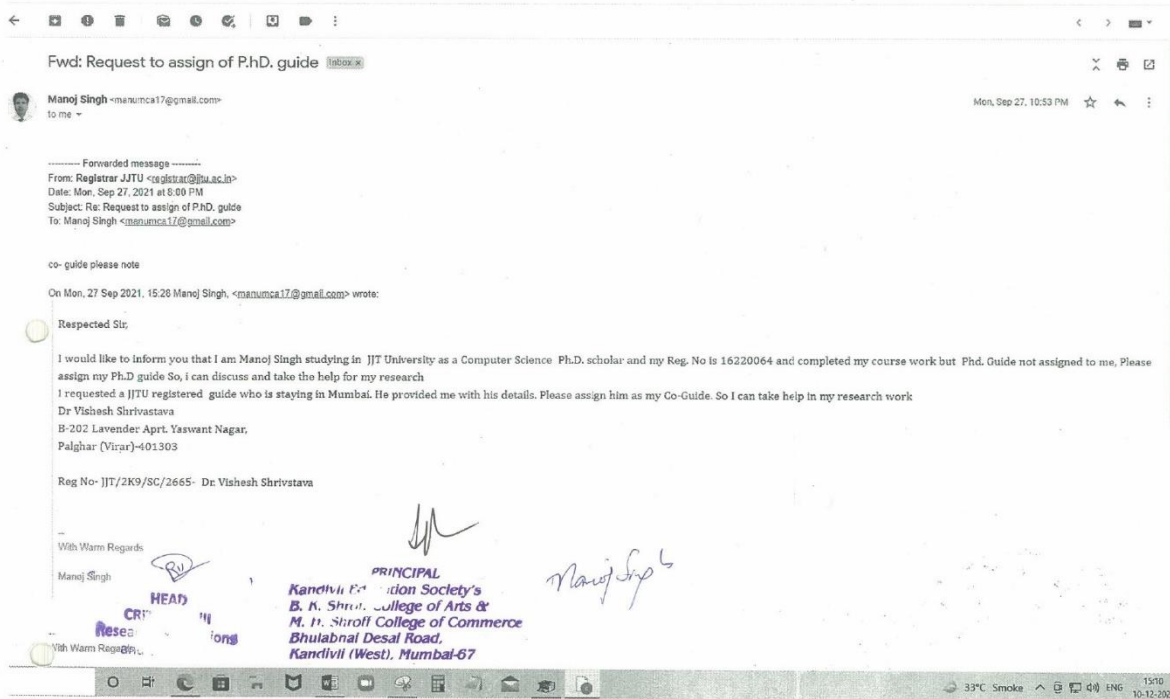 Fwd: Request to assign of P.hD. guide Inbox x
Manoj Singh <manumca17@gmail.com>
Mon, Sep 27, 10:53 PM
to me
---------- Forwarded message ---------
From: Registrar JJTU <registrar@jjtu.ac.in>
Date: Mon, Sep 27, 2021 at 8:00 PM
Subject: Re: Request to assign of P.hD. guide
To: Manoj Singh <manumca17@gmail.com>
co- guide please note
On Mon, 27 Sep 2021, 15:28 Manoj Singh, <manumca17@gmail.com> wrote:
Respected Sir,
I would like to inform you that I am Manoj Singh studying in JJT University as a Computer Science Ph.D. scholar and my Reg. No is 16220064 and completed my course work but Phd. Guide not assigned to me, Please
assign my Ph.D guide So, i can discuss and take the help for my research
I requested a JJTU registered guide who is staying in Mumbai. He provided me with his details. Please assign him as my Co-Guide. So I can take help in my research work
Dr Vishesh Shrivastava
B-202 Lavender Aprt. Yaswant Nagar,
Palghar (Virar)-401303
Reg No- JJT/2K9/SC/2665- Dr. Vishesh Shrivstava
--
With Warm Regards
Manoj Singh
HEAD
PRINCIPAL
Kandivli Society's
B. K. College of Arts &
M. H. Shroff College of Commerce
Bhulabhai Desai Road,
Kandivli (West), Mumbai-67
Manoj Singh
--
With Warm Regards
33°C Smoke ENG
15:10